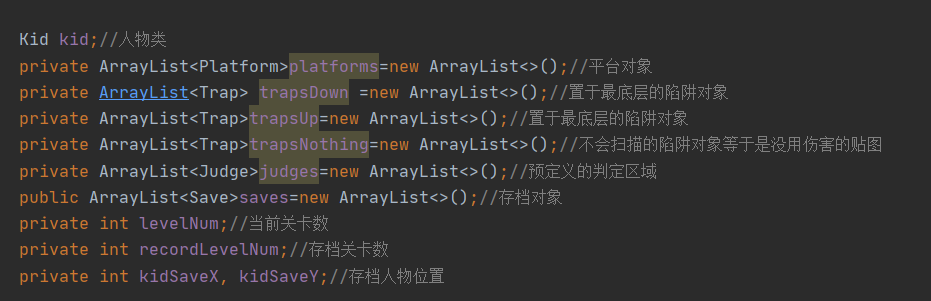 Kid kid;//人物类
private ArrayList<Platform>platforms=new ArrayList<>();//平台对象
private ArrayList<Trap> trapsDown =new ArrayList<>();//置于最底层的陷阱对象
private ArrayList<Trap>trapsUp=new ArrayList<>();//置于最底层的陷阱对象
private ArrayList<Trap>trapsNothing=new ArrayList<>();//不会扫描的陷阱对象等于是没用伤害的贴图
private ArrayList<Judge>judges=new ArrayList<>();//预定义的判定区域
public ArrayList<Save>saves=new ArrayList<>();//存档对象
private int levelNum;//当前关卡数
private int recordLevelNum;//存档关卡数
private int kidSaveX, kidSaveY;//存档人物位置